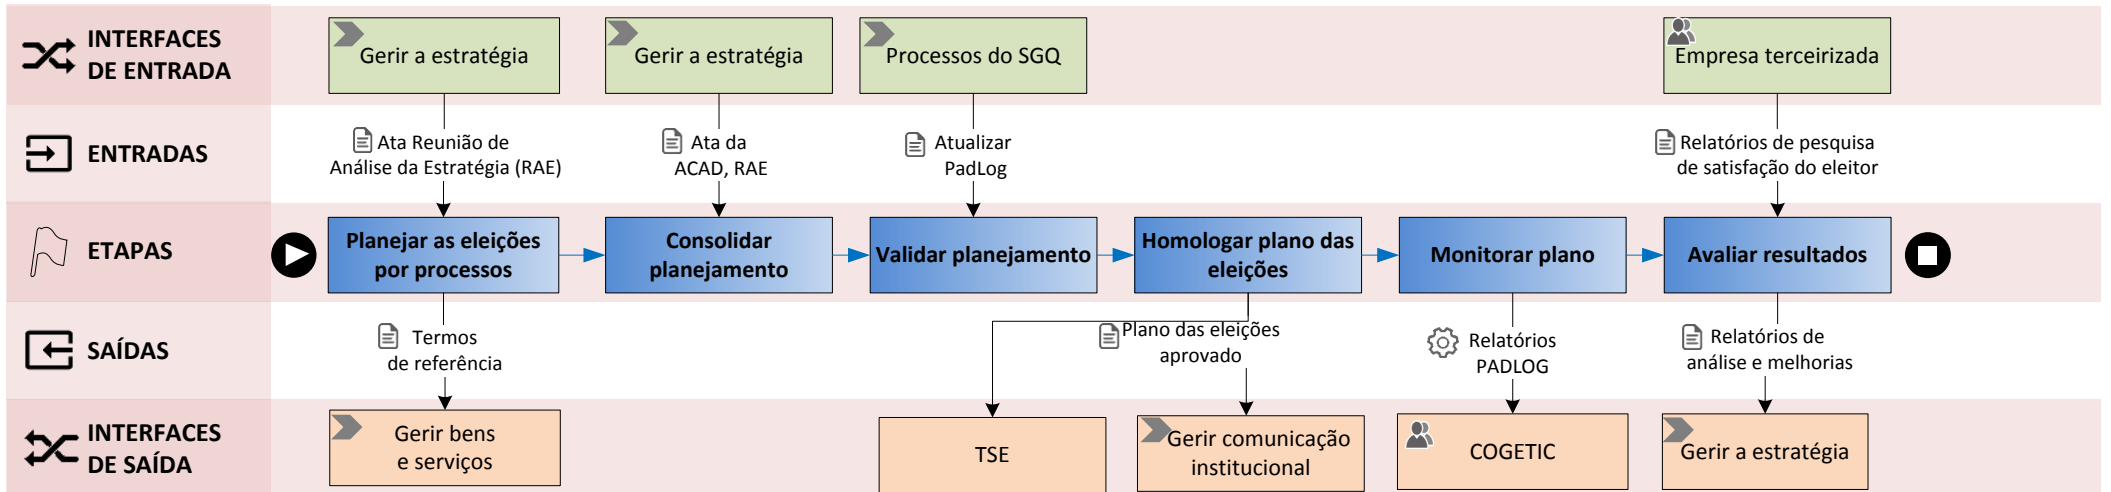 INTERFACES
DE ENTRADA
Gerir a estratégia
Gerir a estratégia
Processos do SGQ
Empresa terceirizada
ENTRADAS
Ata Reunião de
Análise da Estratégia (RAE)
Ata da
ACAD, RAE
Atualizar
PadLog
Relatórios de pesquisa
de satisfação do eleitor
ETAPAS
Planejar as eleições
por processos
Consolidar
planejamento
Validar planejamento
Homologar plano das
eleições
Monitorar plano
Avaliar resultados
SAÍDAS
Termos
de referência
Plano das eleições
aprovado
Relatórios
PADLOG
Relatórios de
análise e melhorias
INTERFACES
DE SAÍDA
Gerir bens
e serviços
TSE
Gerir comunicação
institucional
COGETIC
Gerir a estratégia